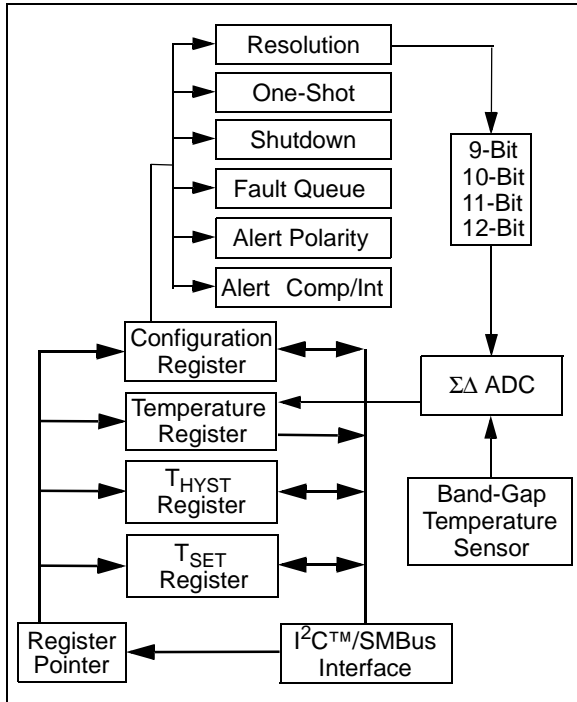 Resolution
One-Shot
Shutdown
Fault Queue
Alert Polarity
Alert Comp/Int
9-Bit
10-Bit
11-Bit
12-Bit
Configuration
Register
Temperature
Register
THYST
Register
TSET
Register
ΣΔ ADC
Band-Gap
Temperature
Sensor
Register
Pointer
I²C™/SMBus
Interface